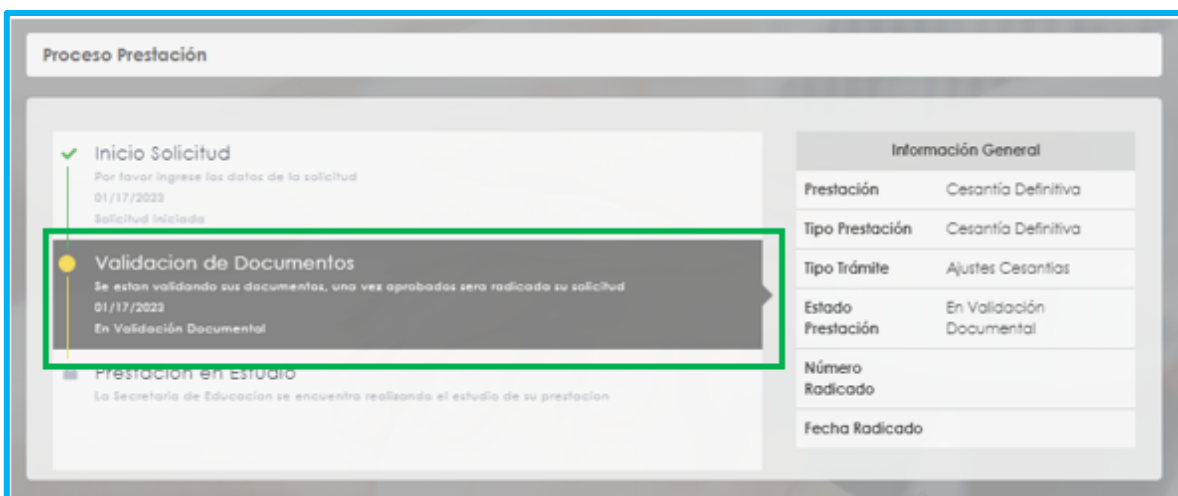 Proceso Prestación
Inicio Solicitud
Por favor ingrese los datos de la solicitud
01/17/2023
Solicitud Iniciada
Validacion de Documentos
Se estan validando sus documentos, una vez aprobados sera radicada su solicitud
01/17/2023
En Validación Documental
Prestacion en Estudio
La Secretaria de Educacion se encuentra realizando el estudio de su prestacion
Información General
Prestación Cesantía Definitiva
Tipo Prestación Cesantía Definitiva
Tipo Trámite Ajustes Cesantias
Estado En Validación
Prestación Documental
Número
Radicado
Fecha Radicado